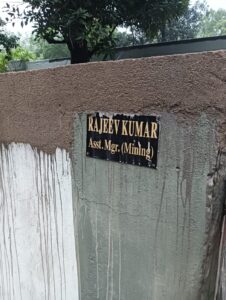 RAJEEV KUMAR
Asst. Mgr. (Mining)